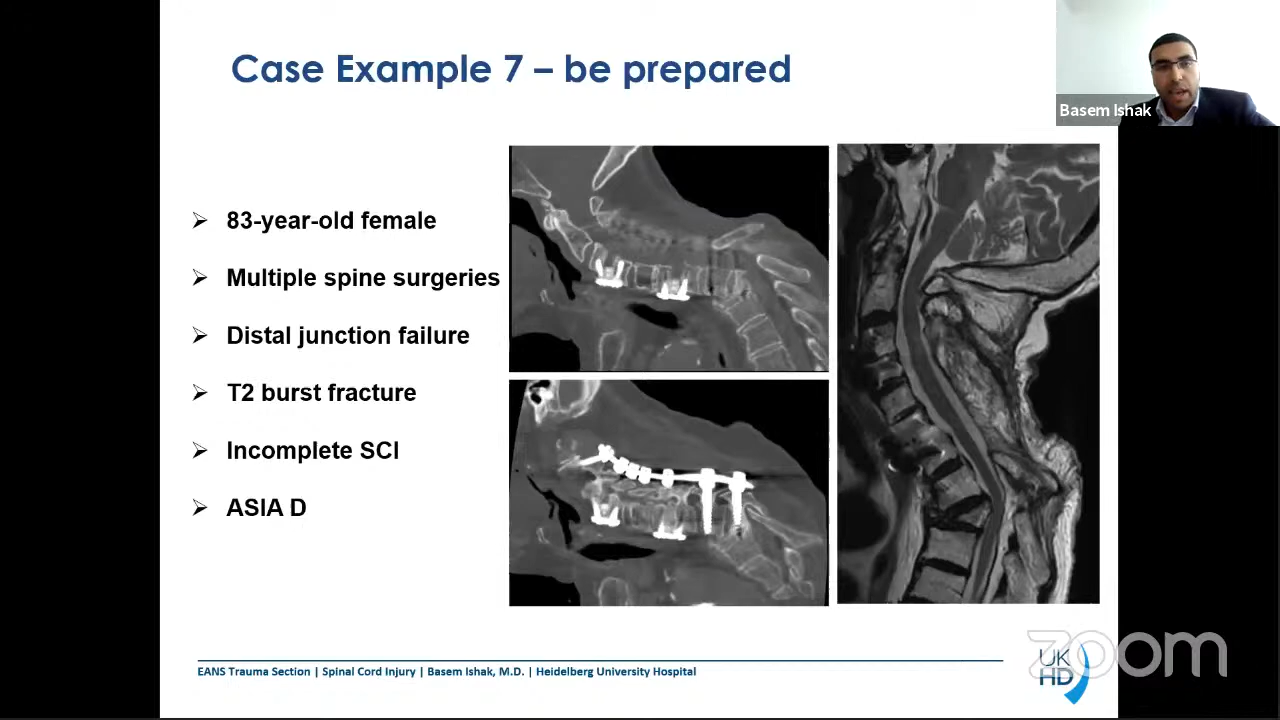 Case Example 7 – be prepared
Basem Ishak
83-year-old female
Multiple spine surgeries
Distal junction failure
T2 burst fracture
Incomplete SCI
ASIA D
EANS Trauma Section | Spinal Cord Injury | Basem Ishak, M.D. | Heidelberg University Hospital
UK
HD
zoom